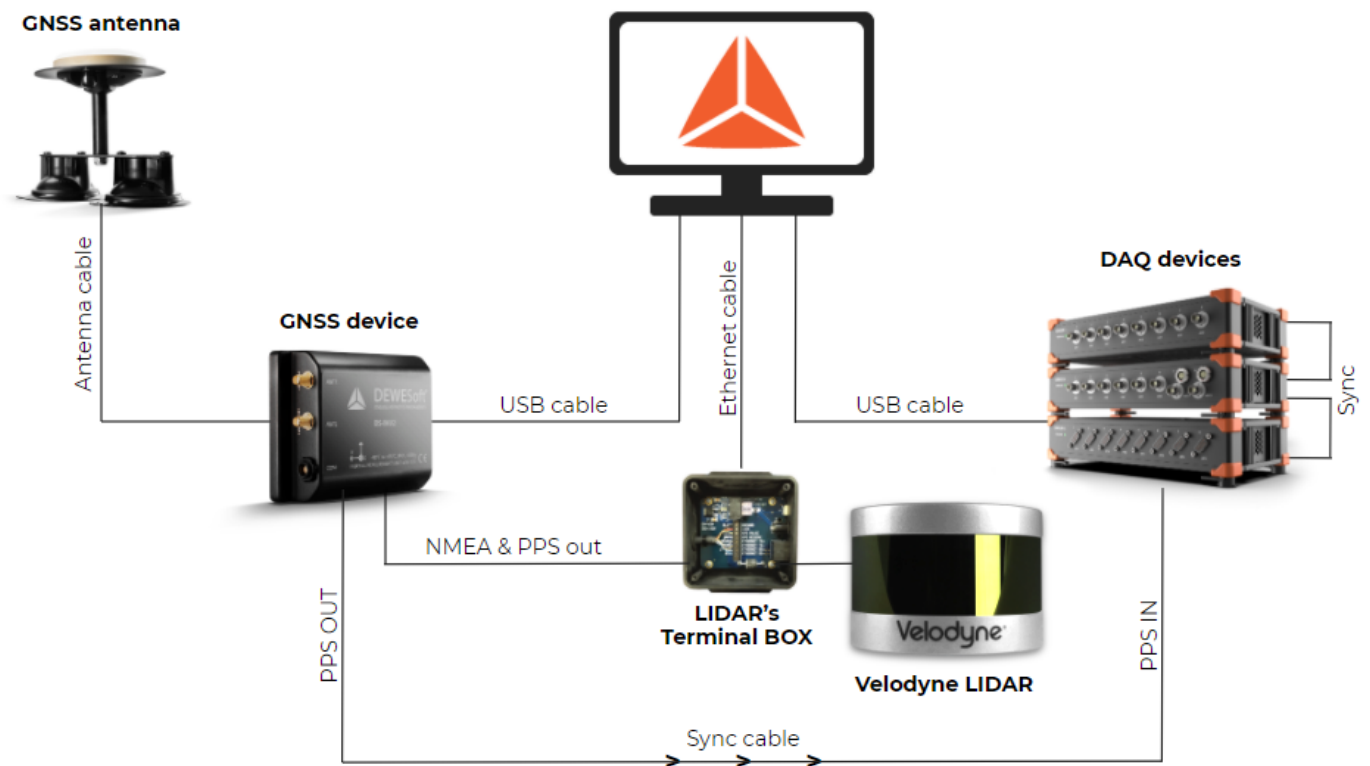 GNSS antenna
Antenna cable
GNSS device
DEWESoft
USB cable
Ethernet cable
USB cable
DAQ devices
Sync
NMEA & PPS out
LIDAR's
Terminal BOX
Velodyne
Velodyne LIDAR
PPS OUT
PPS IN
Sync cable